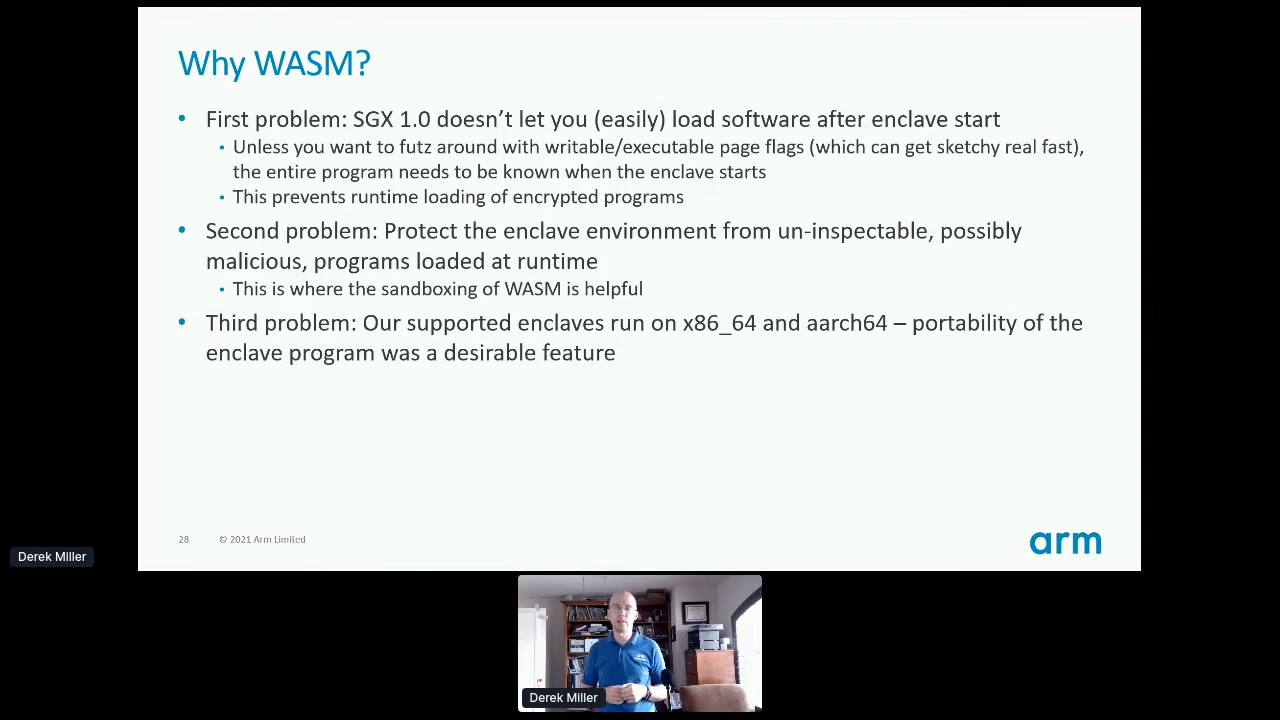 Why WASM?
• First problem: SGX 1.0 doesn't let you (easily) load software after enclave start
• Unless you want to futz around with writable/executable page flags (which can get sketchy real fast),
the entire program needs to be known when the enclave starts
• This prevents runtime loading of encrypted programs
• Second problem: Protect the enclave environment from un-inspectable, possibly
malicious, programs loaded at runtime
• This is where the sandboxing of WASM is helpful
• Third problem: Our supported enclaves run on x86_64 and aarch64 – portability of the
enclave program was a desirable feature
28 © 2021 Arm Limited
arm
Derek Miller
Derek Miller